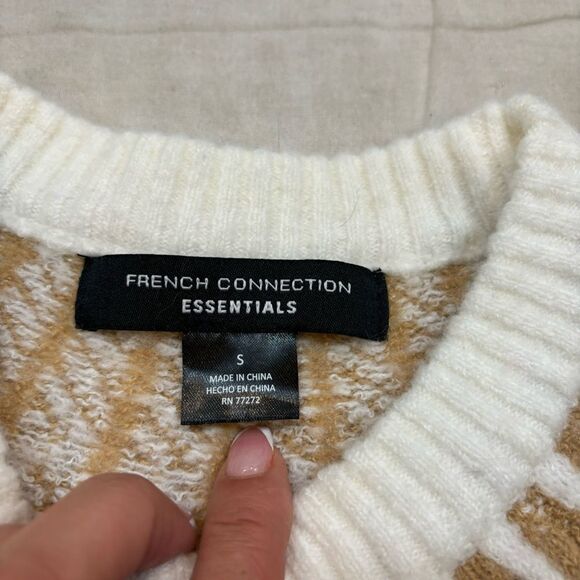 FRENCH CONNECTION
ESSENTIALS
S
MADE IN CHINA
HECHO EN CHINA
RN 77272